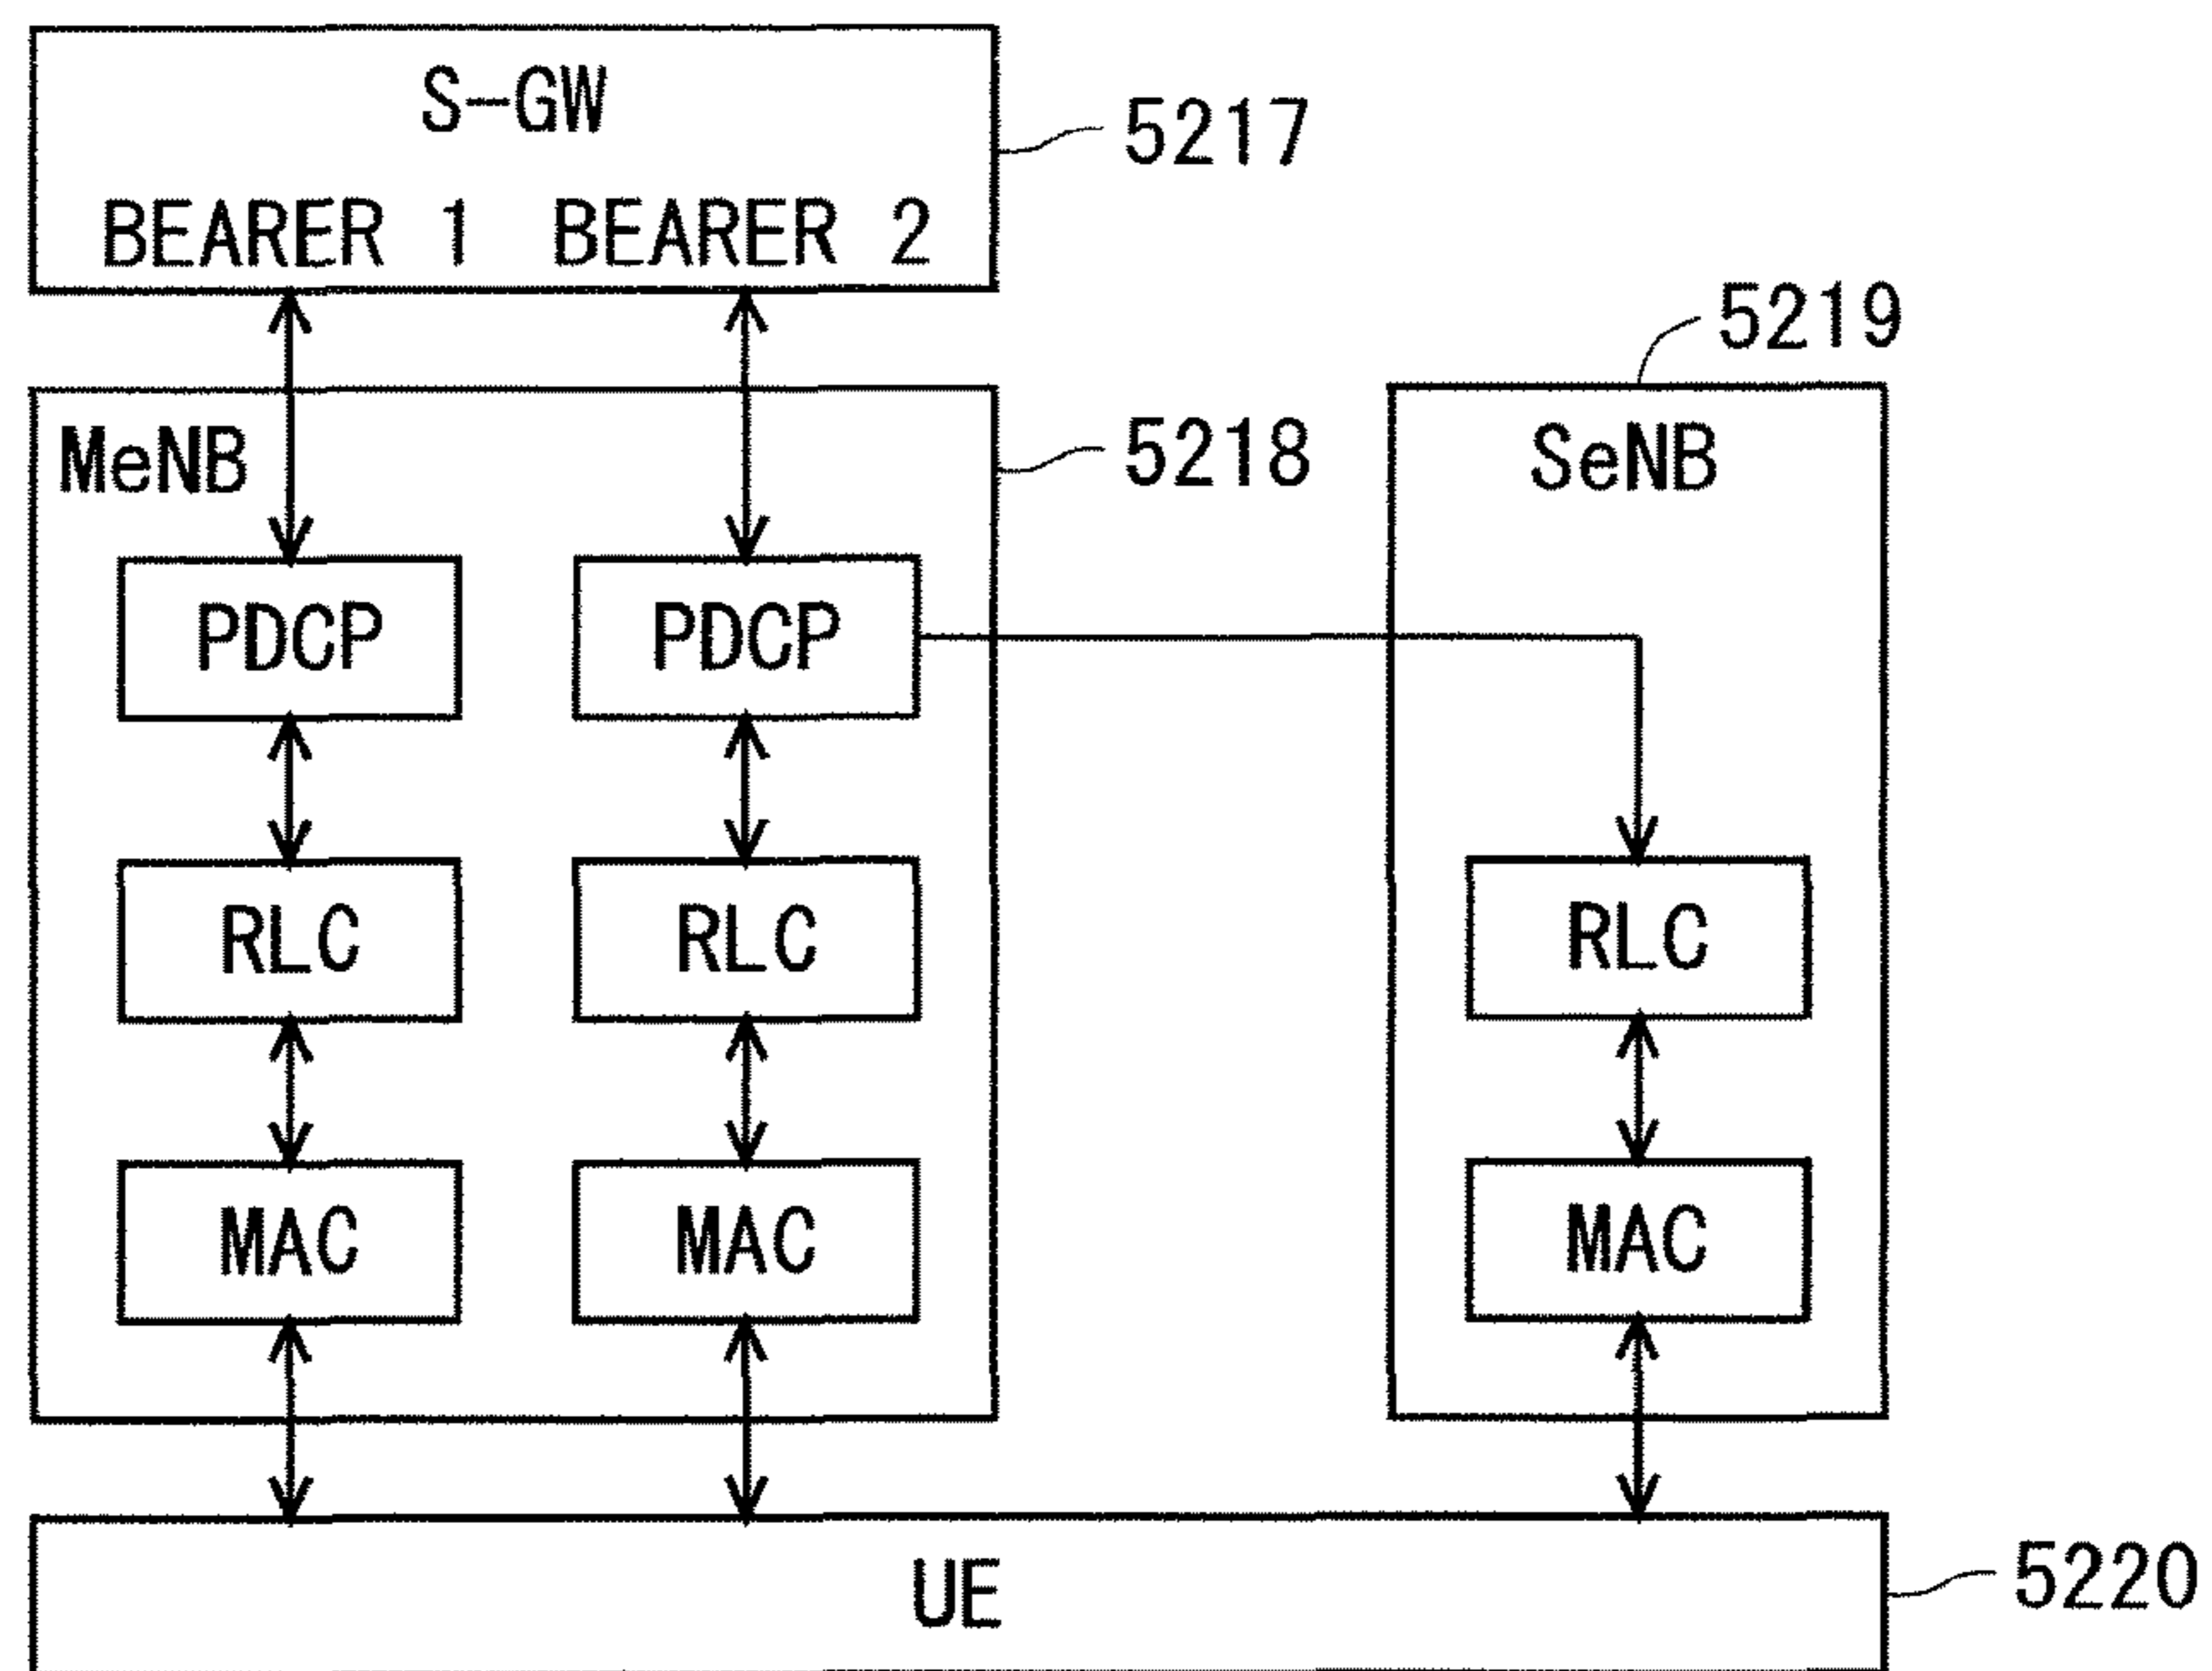 S-GW
5217
BEARER 1 BEARER 2
5219
MeNB
5218
SeNB
PDCP PDCP
RLC RLC RLC
MAC MAC MAC
UE
5220